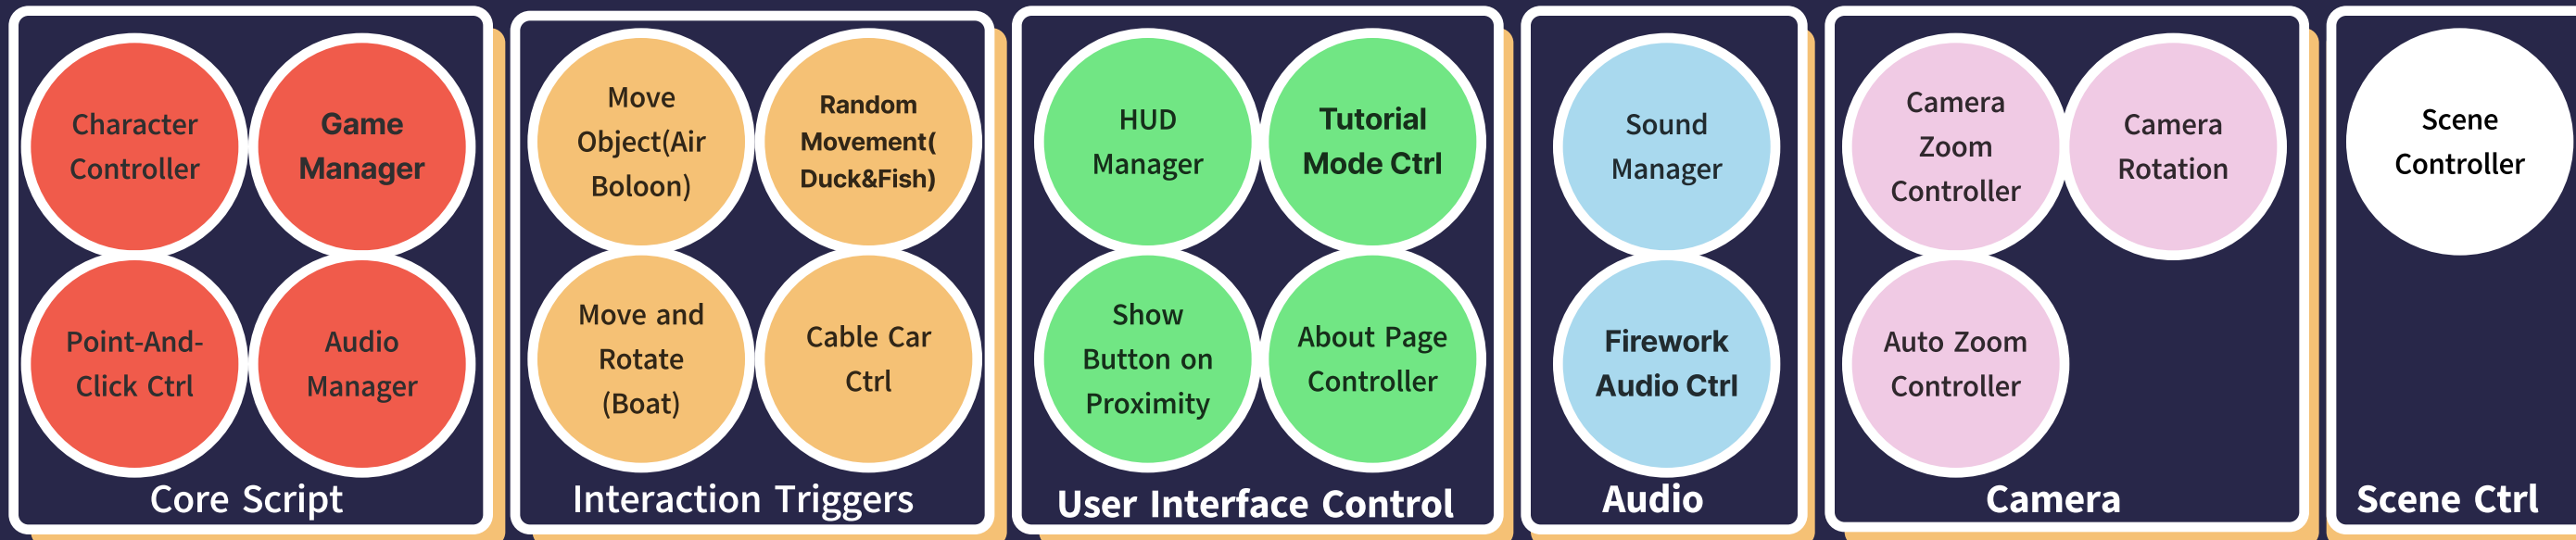 Character
Controller
Game
Manager
Point-And-
Click Ctrl
Audio
Manager
Core Script
Move
Object(Air
Boloon)
Random
Movement(
Duck&Fish)
Move and
Rotate
(Boat)
Cable Car
Ctrl
Interaction Triggers
HUD
Manager
Tutorial
Mode Ctrl
Show
Button on
Proximity
About Page
Controller
User Interface Control
Sound
Manager
Firework
Audio Ctrl
Audio
Camera
Zoom
Controller
Camera
Rotation
Auto Zoom
Controller
Camera
Scene
Controller
Scene Ctrl